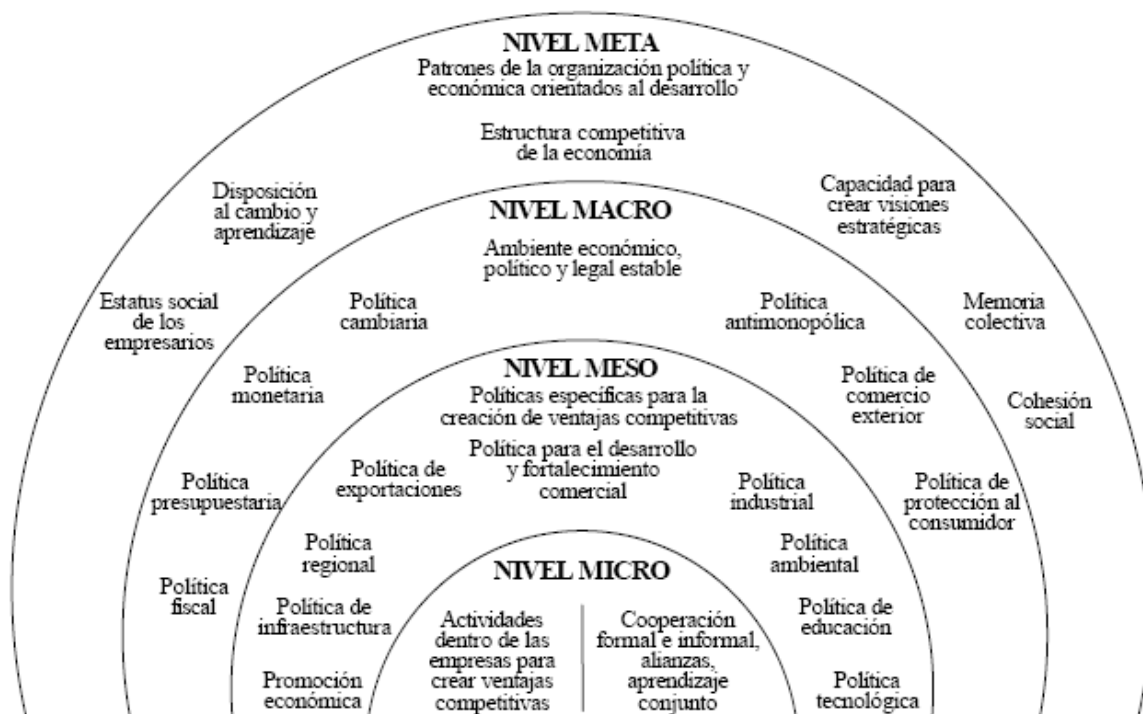 NIVEL META
Patrones de la organización política y
económica orientados al desarrollo
Estructura competitiva
de la economía
Disposición
al cambio y
aprendizaje
Capacidad para
crear visiones
estratégicas
Estatus social
de los
empresarios
Memoria
colectiva
Cohesión
social
NIVEL MACRO
Ambiente económico,
político y legal estable
Política
cambiaria
Política
antimonopólica
Política
monetaria
Política de
comercio
exterior
Política
presupuestaria
Política de
protección al
consumidor
Política
fiscal
NIVEL MESO
Políticas específicas para la
creación de ventajas competitivas
Política para el desarrollo
y fortalecimiento
comercial
Política de
exportaciones
Política
industrial
Política
regional
Política
ambiental
Política de
infraestructura
Política de
educación
Promoción
económica
Política
tecnológica
NIVEL MICRO
Actividades
dentro de las
empresas para
crear ventajas
competitivas
Cooperación
formal e informal,
alianzas,
aprendizaje
conjunto